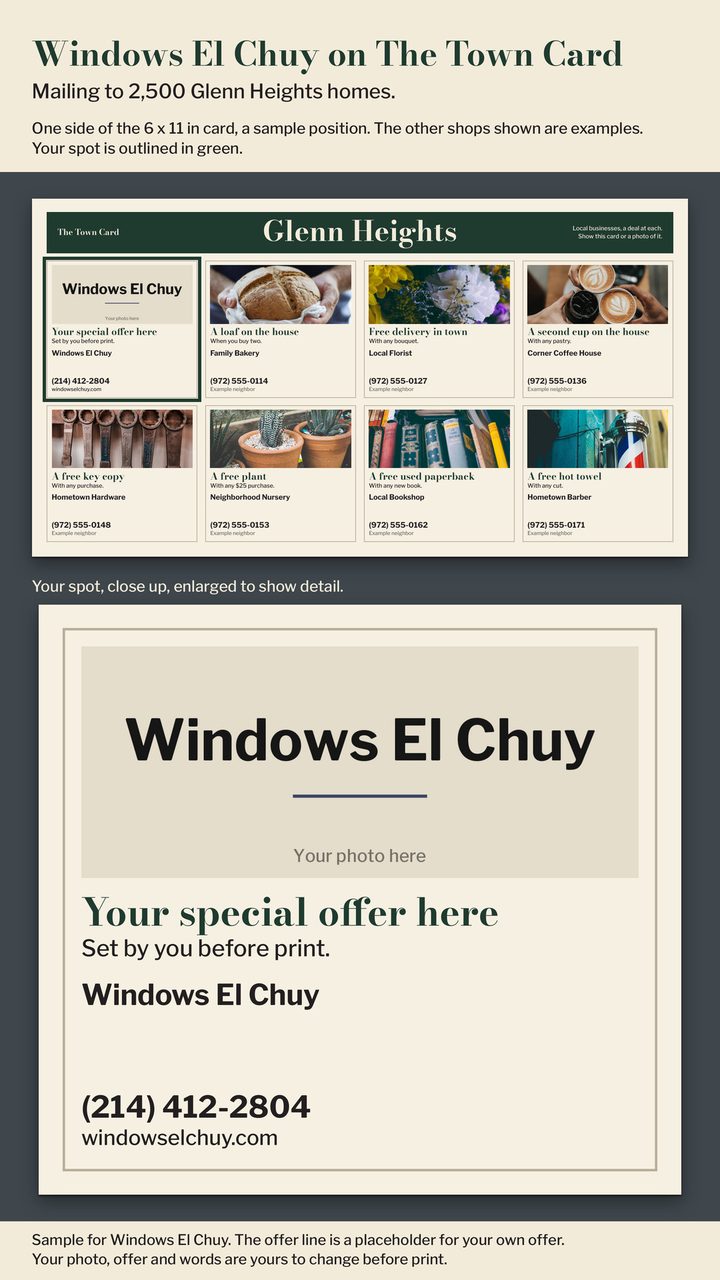 Windows El Chuy on The Town Card
Mailing to 2,500 Glenn Heights homes.
One side of the 6 x 11 in card, a sample position. The other shops shown are examples.
Your spot is outlined in green.
The Town Card
Glenn Heights
Local businesses, a deal at each.
Show this card or a photo of it.
Windows El Chuy
Your photo here
Your special offer here
Set by you before print.
Windows El Chuy
(214) 412-2804
windowselchuy.com
A loaf on the house
When you buy two.
Family Bakery
(972) 555-0114
Example neighbor
Free delivery in town
With any bouquet.
Local Florist
(972) 555-0127
Example neighbor
A second cup on the house
With any pastry.
Corner Coffee House
(972) 555-0136
Example neighbor
A free key copy
With any purchase.
Hometown Hardware
(972) 555-0148
Example neighbor
A free plant
With any $25 purchase.
Neighborhood Nursery
(972) 555-0153
Example neighbor
A free used paperback
With any new book.
Local Bookshop
(972) 555-0162
Example neighbor
A free hot towel
With any cut.
Hometown Barber
(972) 555-0171
Example neighbor
Your spot, close up, enlarged to show detail.
Windows El Chuy
Your photo here
Your special offer here
Set by you before print.
Windows El Chuy
(214) 412-2804
windowselchuy.com
Sample for Windows El Chuy. The offer line is a placeholder for your own offer.
Your photo, offer and words are yours to change before print.